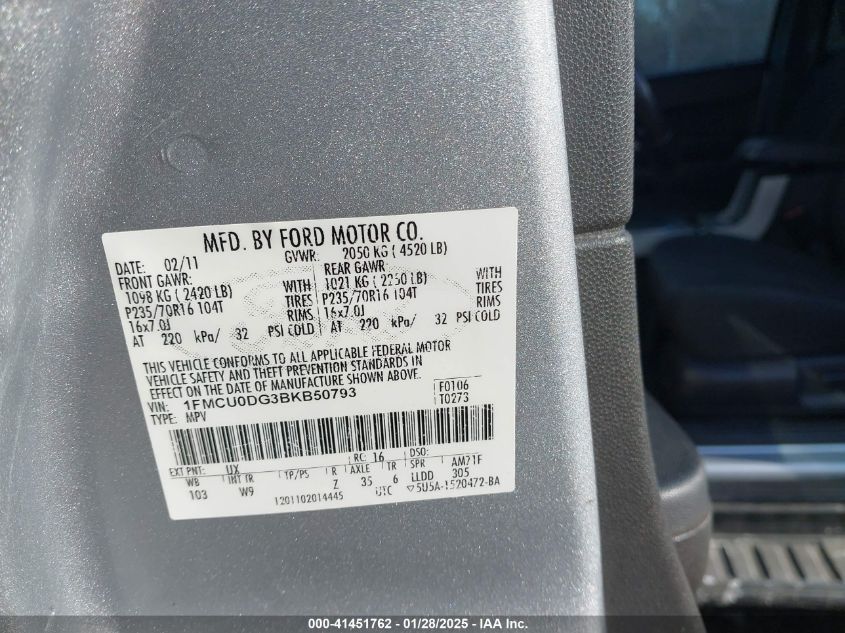 MFD. BY FORD MOTOR CO.
DATE: 02/11 GVWR: 2050 KG ( 4520 LB)
FRONT GAWR: REAR GAWR:
1098 KG ( 2420 LB) WITH 1021 KG ( 2250 LB) WITH
P235/70R16 104T TIRES P235/70R16 104T TIRES
16x7.0J RIMS 16x7.0J RIMS
AT 220 kPa/ 32 PSI COLD AT 220 kPa/ 32 PSI COLD
THIS VEHICLE CONFORMS TO ALL APPLICABLE FEDERAL MOTOR
VEHICLE SAFETY AND THEFT PREVENTION STANDARDS IN
EFFECT ON THE DATE OF MANUFACTURE SHOWN ABOVE.
VIN: 1FMCU0DG3BKB50793 F0106
TYPE: MPV T0273
EXT PNT: UX RC: 16 DSO:
WB INT TR TP/PS R AXLE TR SPR AM71F
103 W9 Z 35 6 LLDD 305
1201102014445 UTC ▽5U5A-1520472-BA
000-41451762 - 01/28/2025 - IAA Inc.